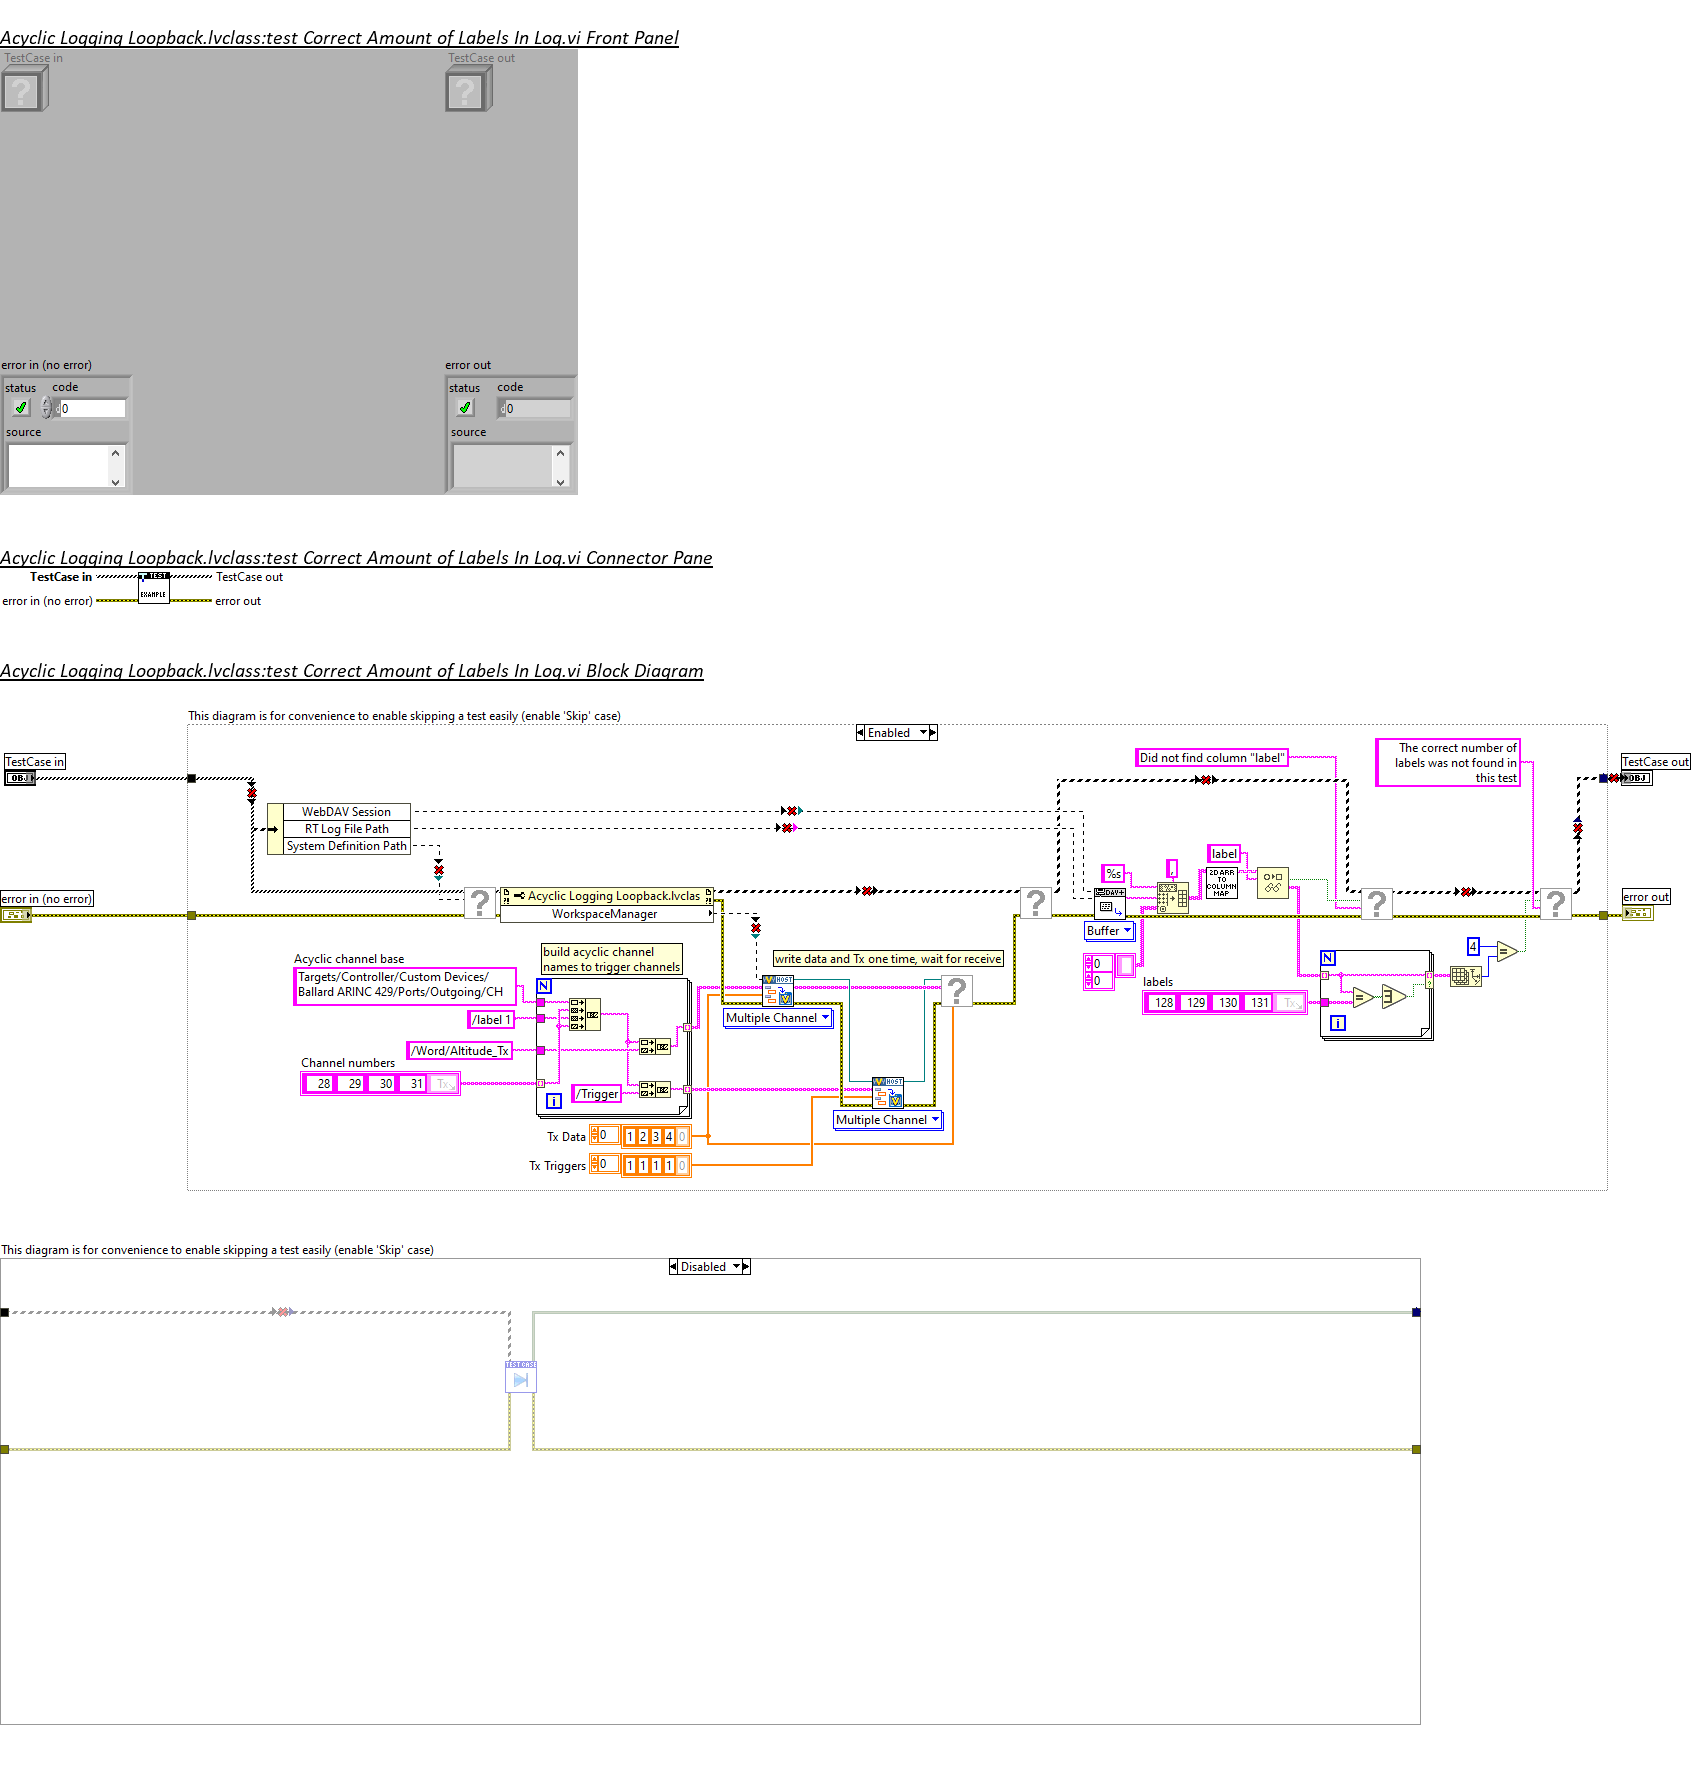 Acyclic Logging Loopback.lvclass:test Correct Amount of Labels In Log.vi Front Panel
TestCase in
TestCase out
?
?
error in (no error)
error out
status
code
status
code
d0
d0
source
source
Acyclic Logging Loopback.lvclass:test Correct Amount of Labels In Log.vi Connector Pane
TestCase in
TEST
TestCase out
error in (no error)
EXAMPLE
error out
Acyclic Logging Loopback.lvclass:test Correct Amount of Labels In Log.vi Block Diagram
This diagram is for convenience to enable skipping a test easily (enable 'Skip' case)
Enabled
TestCase in
OBJ
Did not find column "label"
The correct number of
labels was not found in
this test
TestCase out
OBJ
WebDAV Session
RT Log File Path
System Definition Path
label
%s
,
2D ARR
TO
COLUMN
MAP
error in (no error)
?
Acyclic Logging Loopback.lvclas
WorkspaceManager
?
DAV
Buffer
?
?
error out
build acyclic channel
names to trigger channels
write data and Tx one time, wait for receive
4
Acyclic channel base
Targets/Controller/Custom Devices/
Ballard ARINC 429/Ports/Outgoing/CH
N
HOST
?
Multiple Channel
0
0
labels
128 129 130 131 Tx
N
i
/label 1
/Word/Altitude_Tx
Channel numbers
28 29 30 31 Tx
i
/Trigger
HOST
Multiple Channel
Tx Data
0
1 2 3 4 0
Tx Triggers
0
1 1 1 1 0
This diagram is for convenience to enable skipping a test easily (enable 'Skip' case)
Disabled
TEST CASE